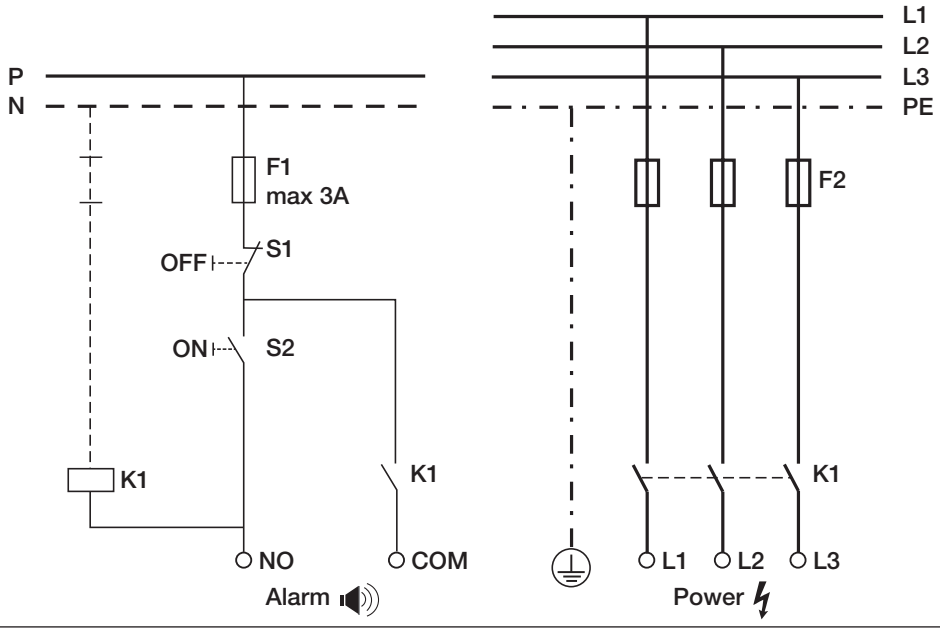 P
N
F1
max 3A
S1
OFF
ON
S2
K1
K1
NO
COM
Alarm
L1
L2
L3
PE
F2
K1
L1
L2
L3
Power